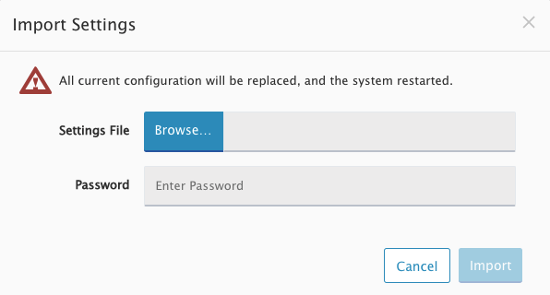 Import Settings
All current configuration will be replaced, and the system restarted.
Settings File
Browse...
Password
Enter Password
Cancel
Import